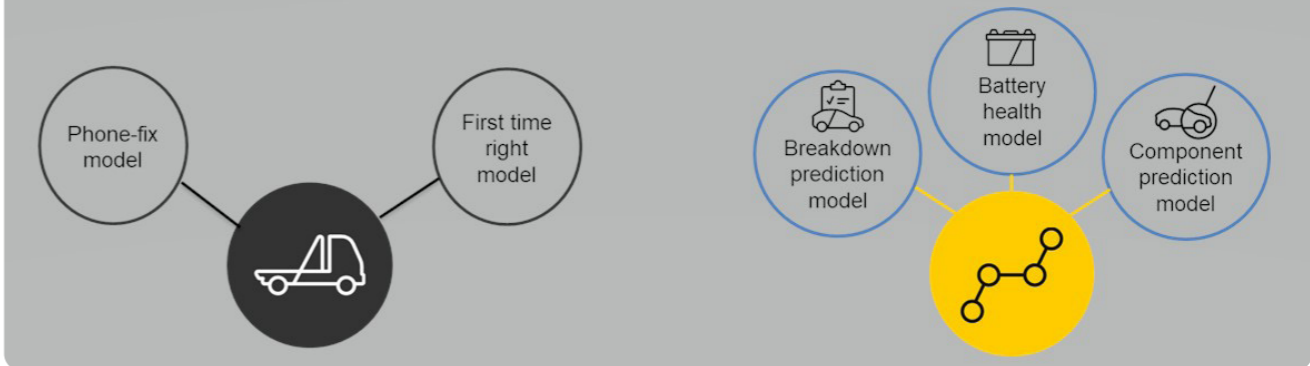 Phone-fix
model
First time
right
model
Breakdown
prediction
model
Battery
health
model
Component
prediction
model